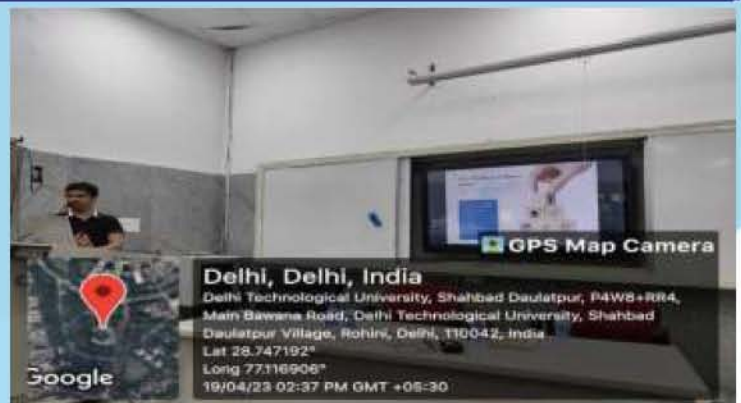 GPS Map Camera
Delhi, Delhi, India
Delhi Technological University, Shahbad Daulatpur, P4W8+RR4,
Main Bawana Road, Delhi Technological University, Shahbad
Daulatpur Village, Rohini, Delhi, 110042, India
Lat 28.747192°
Long 77.116906°
19/04/23 02:37 PM GMT +05:30
Google